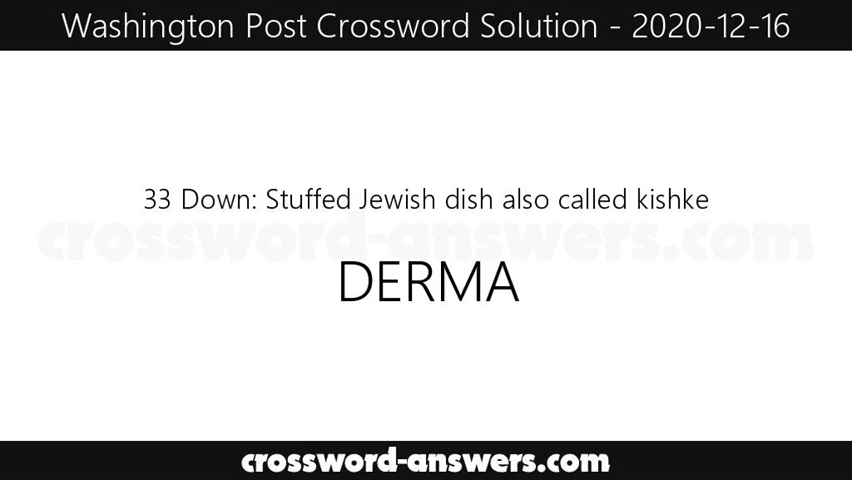 Washington Post Crossword Solution - 2020-12-16
33 Down: Stuffed Jewish dish also called kishke
crossword-answers.com
DERMA
crossword-answers.com